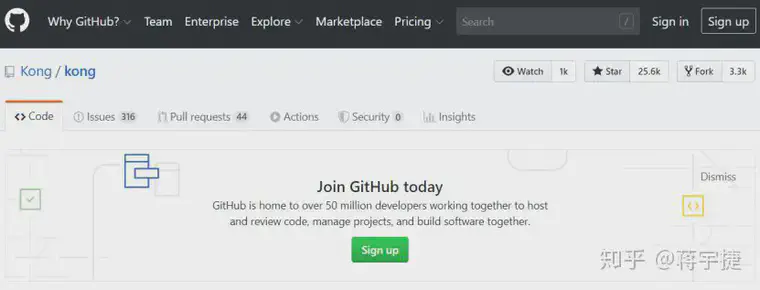 Why GitHub? Team Enterprise Explore Marketplace Pricing Search / Sign in Sign up
Kong / kong Watch 1k Star 25.6k Fork 3.3k
Code Issues 316 Pull requests 44 Actions Security 0 Insights
Dismiss
Join GitHub today
GitHub is home to over 50 million developers working together to host
and review code, manage projects, and build software together.
Sign up
知乎 @蒋宇捷